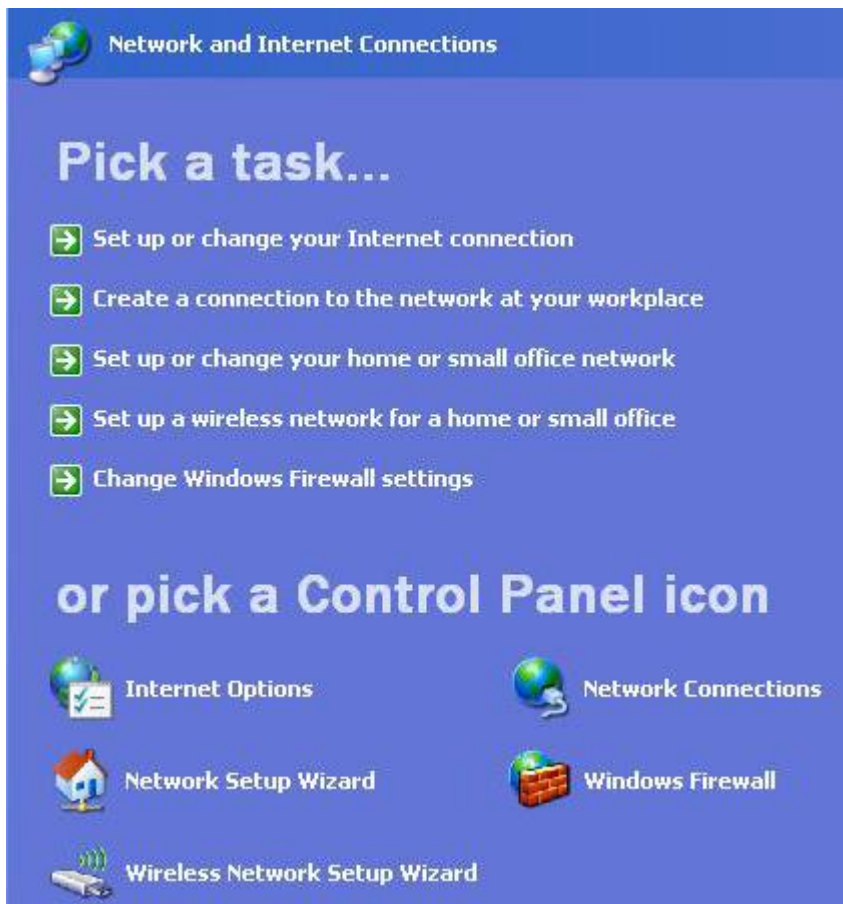 Network and Internet Connections
Pick a task...
Set up or change your Internet connection
Create a connection to the network at your workplace
Set up or change your home or small office network
Set up a wireless network for a home or small office
Change Windows Firewall settings
or pick a Control Panel icon
Internet Options
Network Connections
Network Setup Wizard
Windows Firewall
Wireless Network Setup Wizard